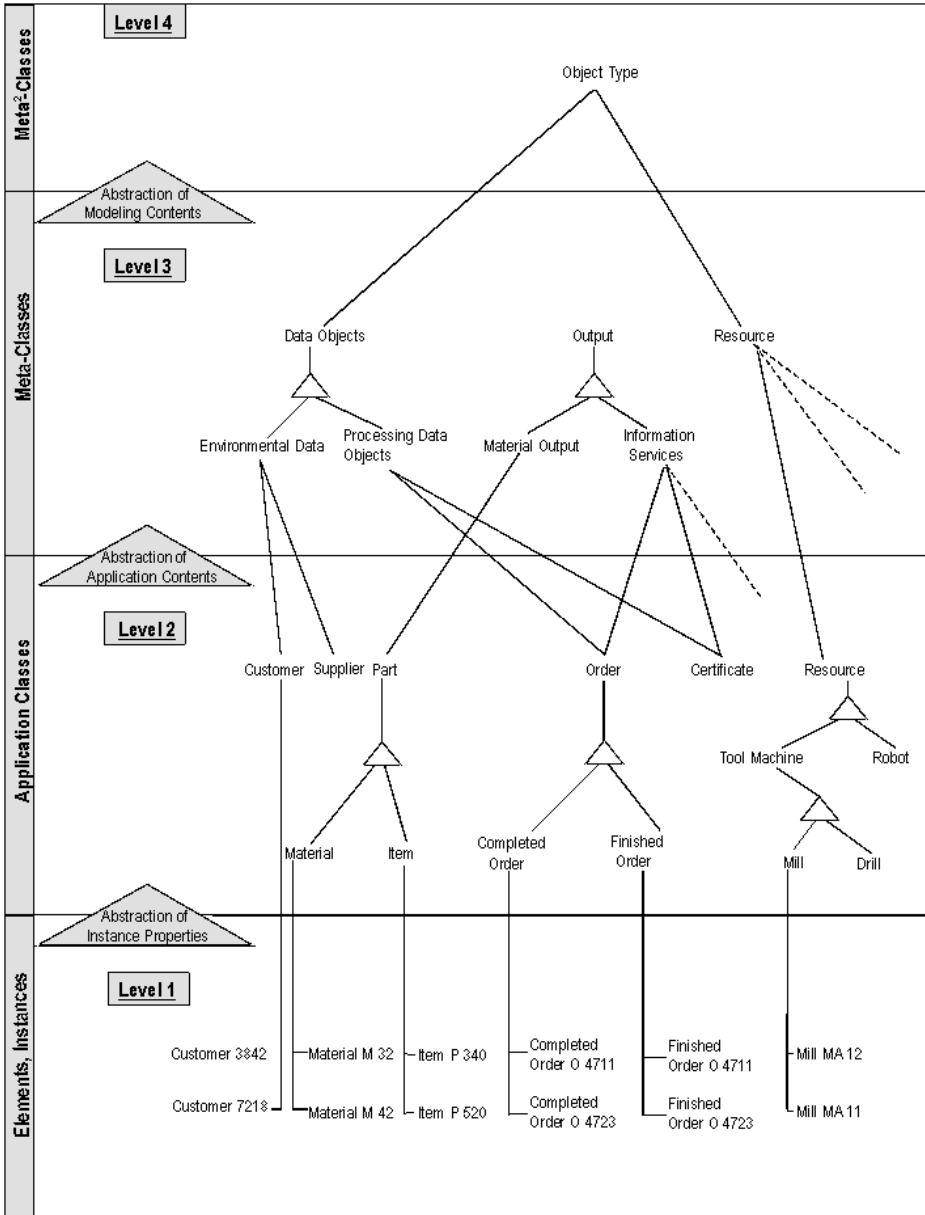 Level 4
Meta²-Classes
Object Type
Abstraction of
Modeling Contents
Level 3
Meta-Classes
Data Objects
Output
Resource
Environmental Data
Processing Data
Objects
Material Output
Information
Services
Abstraction of
Application Contents
Level 2
Application Classes
Customer
Supplier
Part
Order
Certificate
Resource
Tool Machine
Robot
Material
Item
Completed
Order
Finished
Order
Mill
Drill
Abstraction of
Instance Properties
Level 1
Elements, Instances
Customer 3842
Material M 32
Item P 340
Completed
Order O 4711
Finished
Order O 4711
Mill MA 12
Customer 7218
Material M 42
Item P 520
Completed
Order O 4723
Finished
Order O 4723
Mill MA 11